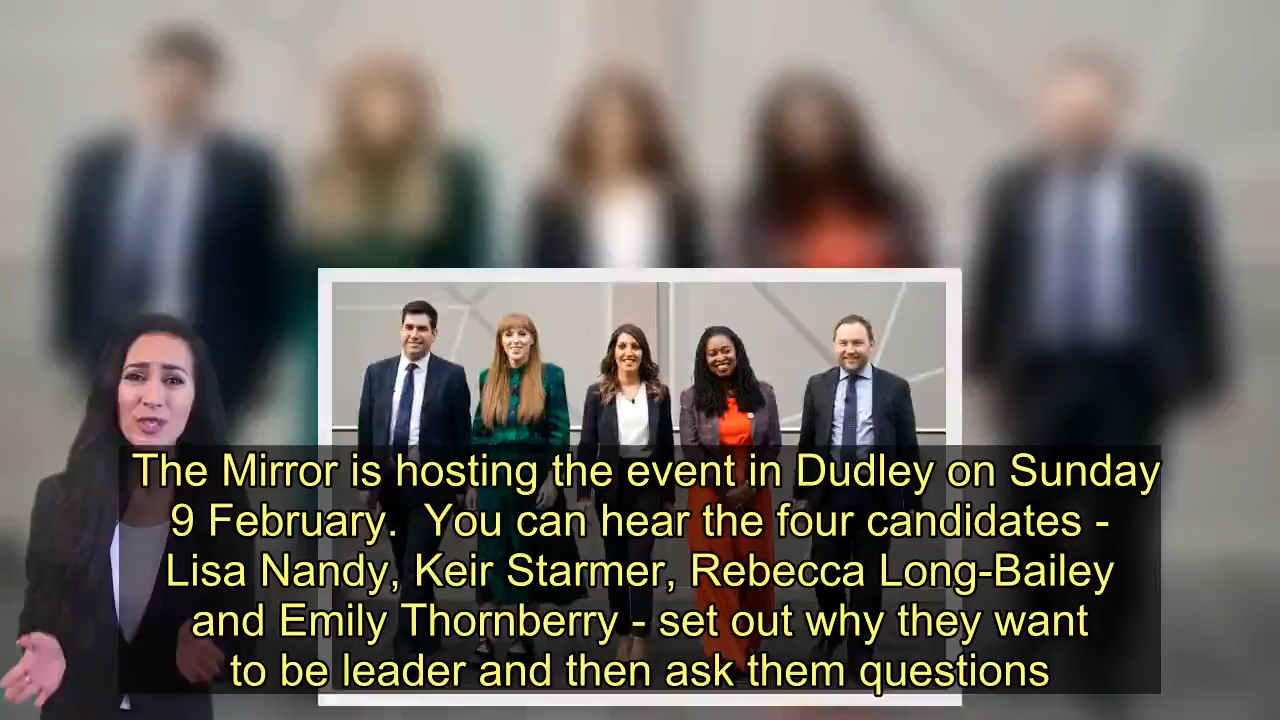 The Mirror is hosting the event in Dudley on Sunday
9 February.  You can hear the four candidates -
Lisa Nandy, Keir Starmer, Rebecca Long-Bailey
and Emily Thornberry - set out why they want
to be leader and then ask them questions